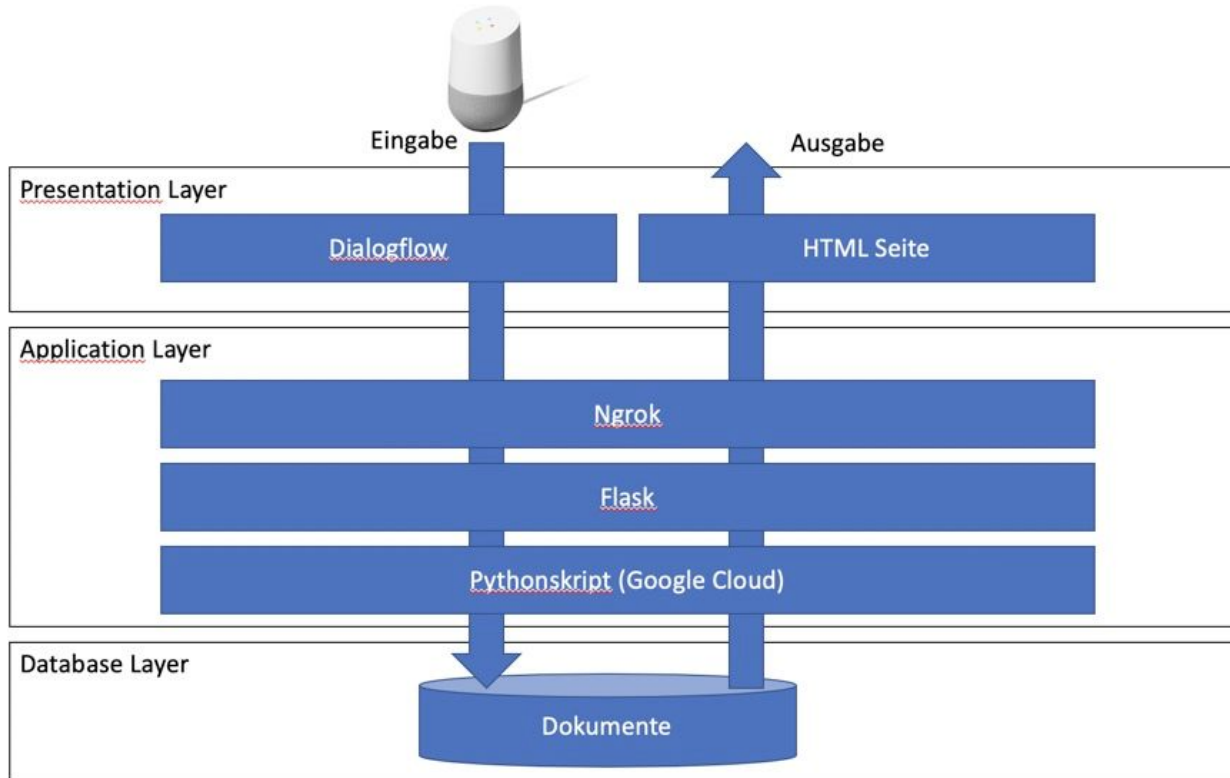 Eingabe
Ausgabe
Presentation Layer
Dialogflow
HTML Seite
Application Layer
Ngrok
Flask
Pythonskript (Google Cloud)
Database Layer
Dokumente